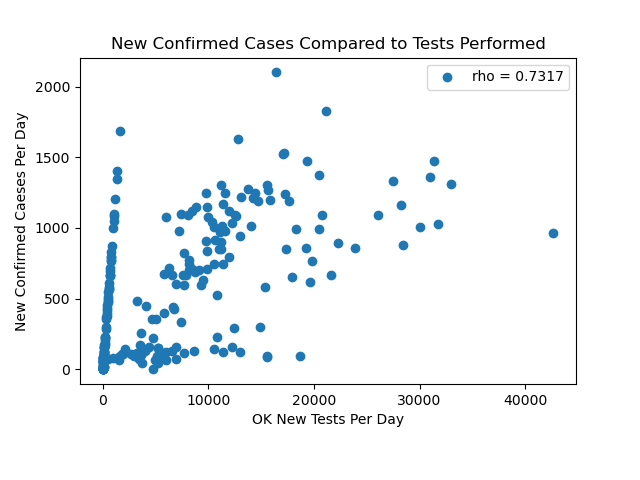 New Confirmed Cases Compared to Tests Performed
rho = 0.7317
2000
1500
1000
500
0
New Confirmed Caeses Per Day
0
10000
20000
30000
40000
OK New Tests Per Day